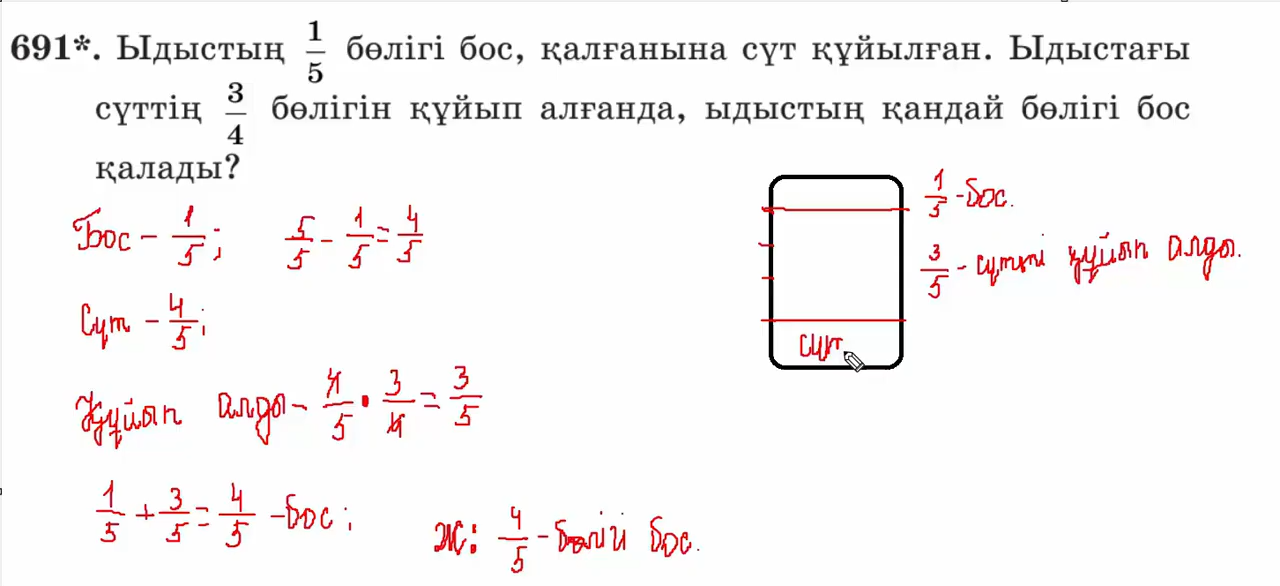 691*. Ыдыстың 1/5 бөлігі бос, қалғанына сүт құйылған. Ыдыстағы
сүттің 3/4 бөлігін құйып алғанда, ыдыстың қандай бөлігі бос
қалады?
Бос - 1/5; 5/5 - 1/5 = 4/5
Сүт - 4/5;
Құйып алды - 4/5 • 3/4 = 3/5
1/5 + 3/5 = 4/5 - бос;
Ж: 4/5 - бөлігі бос.
1/5 - бос.
3/5 - сүтті құйып алды.
сүт